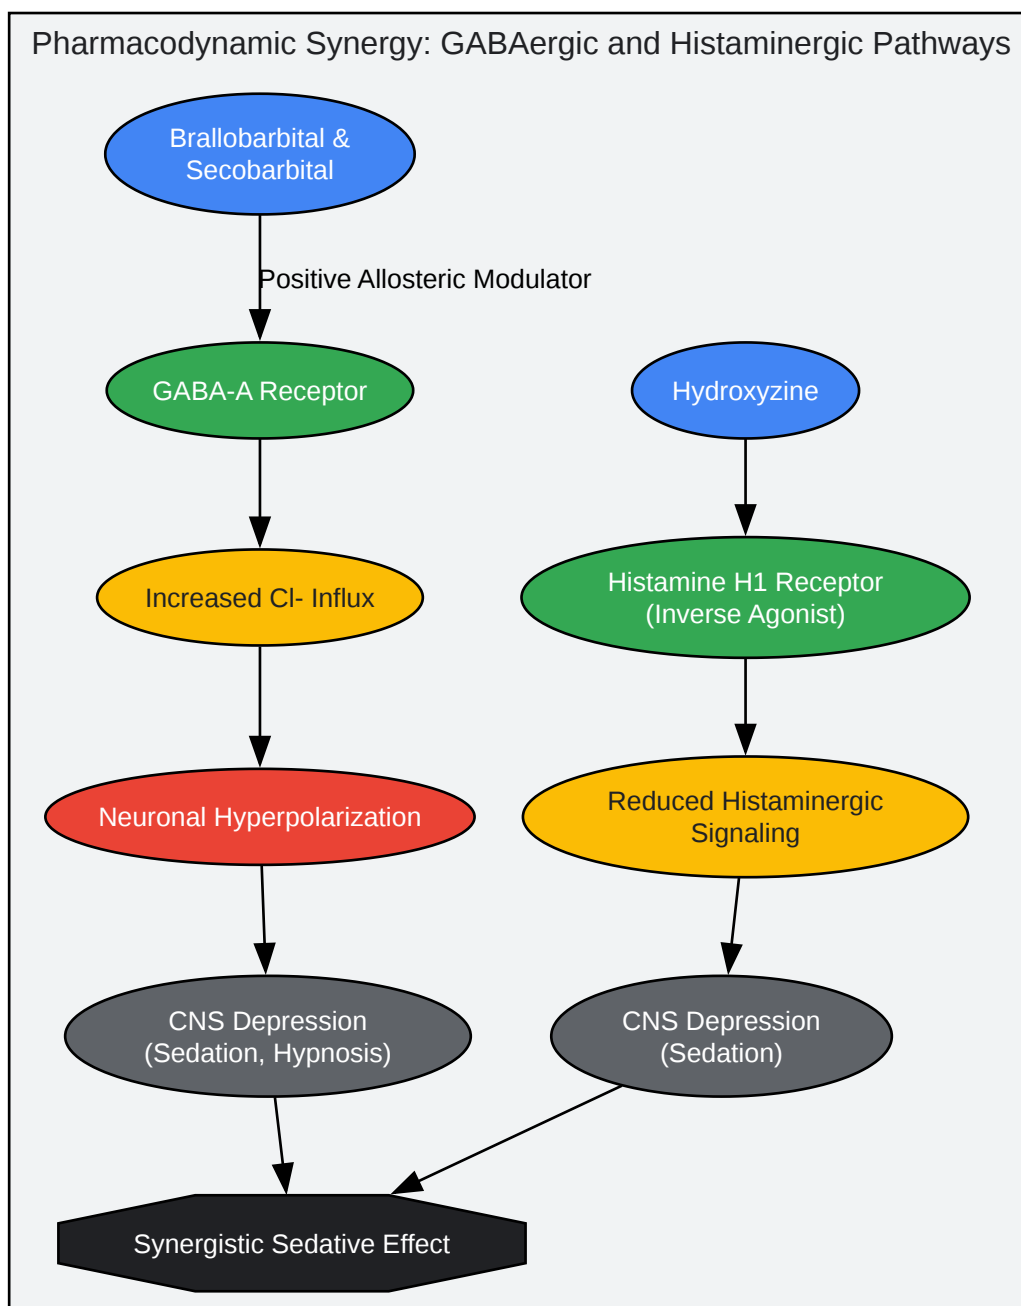 Pharmacodynamic Synergy: GABAergic and Histaminergic Pathways
Brallobarbital &
Secobarbital
Positive Allosteric Modulator
GABA-A Receptor
Hydroxyzine
Increased Cl- Influx
Histamine H1 Receptor
(Inverse Agonist)
Neuronal Hyperpolarization
Reduced Histaminergic
Signaling
CNS Depression
(Sedation, Hypnosis)
CNS Depression
(Sedation)
Synergistic Sedative Effect